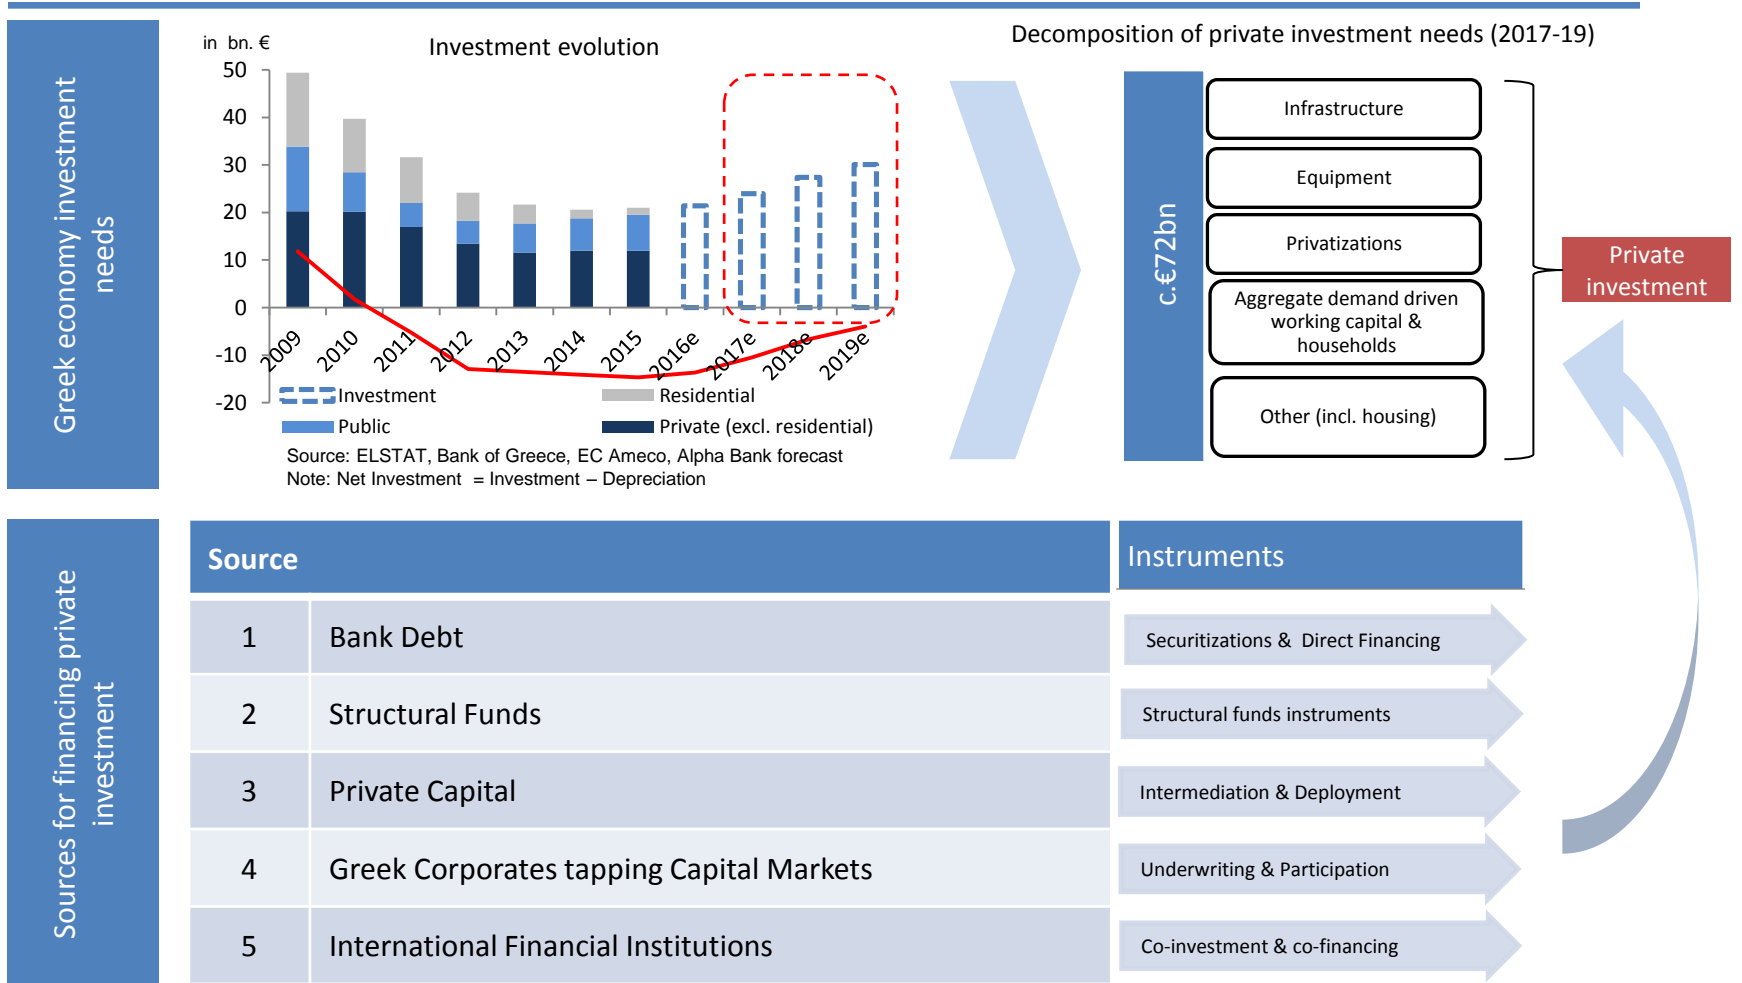 Greek economy investment
needs
in bn. €
Investment evolution
50
40
30
20
10
0
-10
-20
2009
2010
2011
2012
2013
2014
2015
2016e
2017e
2018e
2019e
Investment
Residential
Public
Private (excl. residential)
Source: ELSTAT, Bank of Greece, EC Ameco, Alpha Bank forecast
Note: Net Investment = Investment – Depreciation
Decomposition of private investment needs (2017-19)
c.€72bn
Infrastructure
Equipment
Privatizations
Aggregate demand driven
working capital &
households
Other (incl. housing)
Private
investment
Sources for financing private
investment
Source
Instruments
1
Bank Debt
Securitizations & Direct Financing
2
Structural Funds
Structural funds instruments
3
Private Capital
Intermediation & Deployment
4
Greek Corporates tapping Capital Markets
Underwriting & Participation
5
International Financial Institutions
Co-investment & co-financing